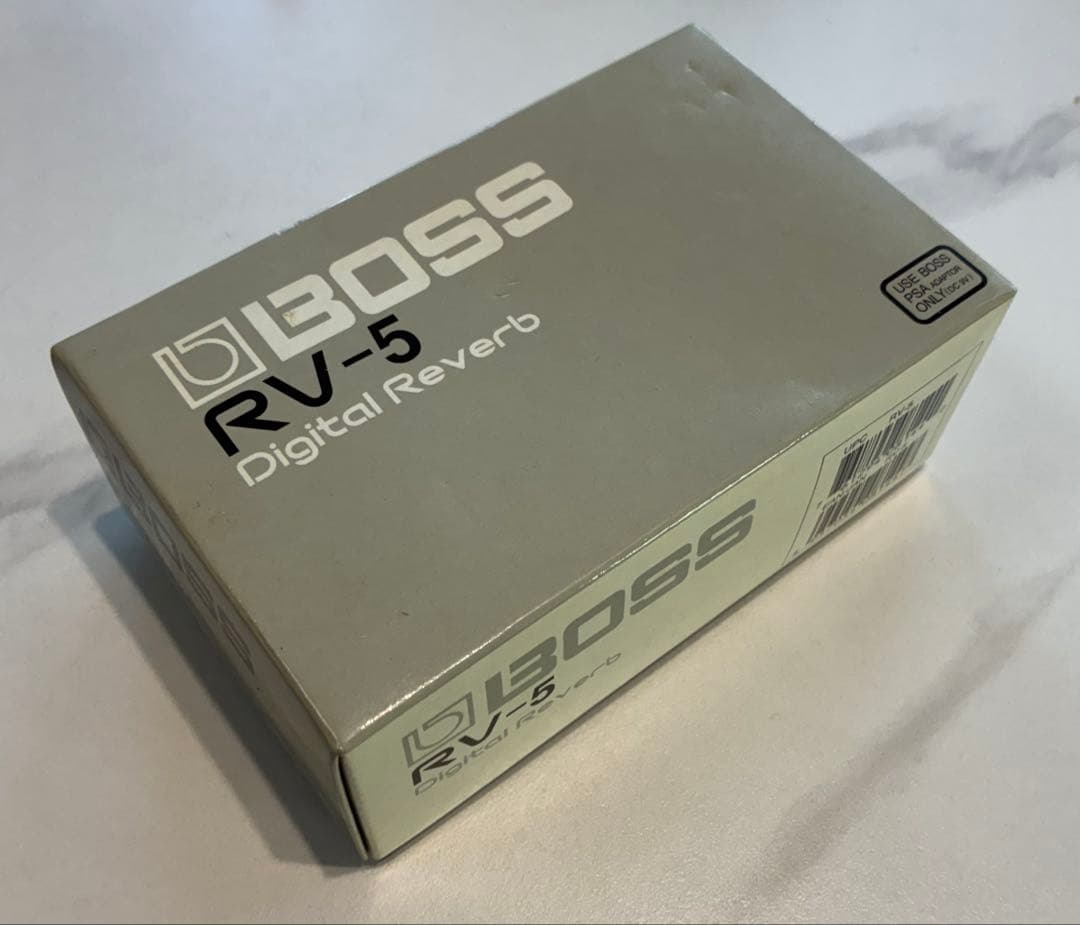 BOSS
RV-5
Digital Reverb
USE BOSS
PSA ADAPTOR
ONLY (DC 9V)
BOSS
RV-5
Digital Reverb
UPC RV-5
BOSS